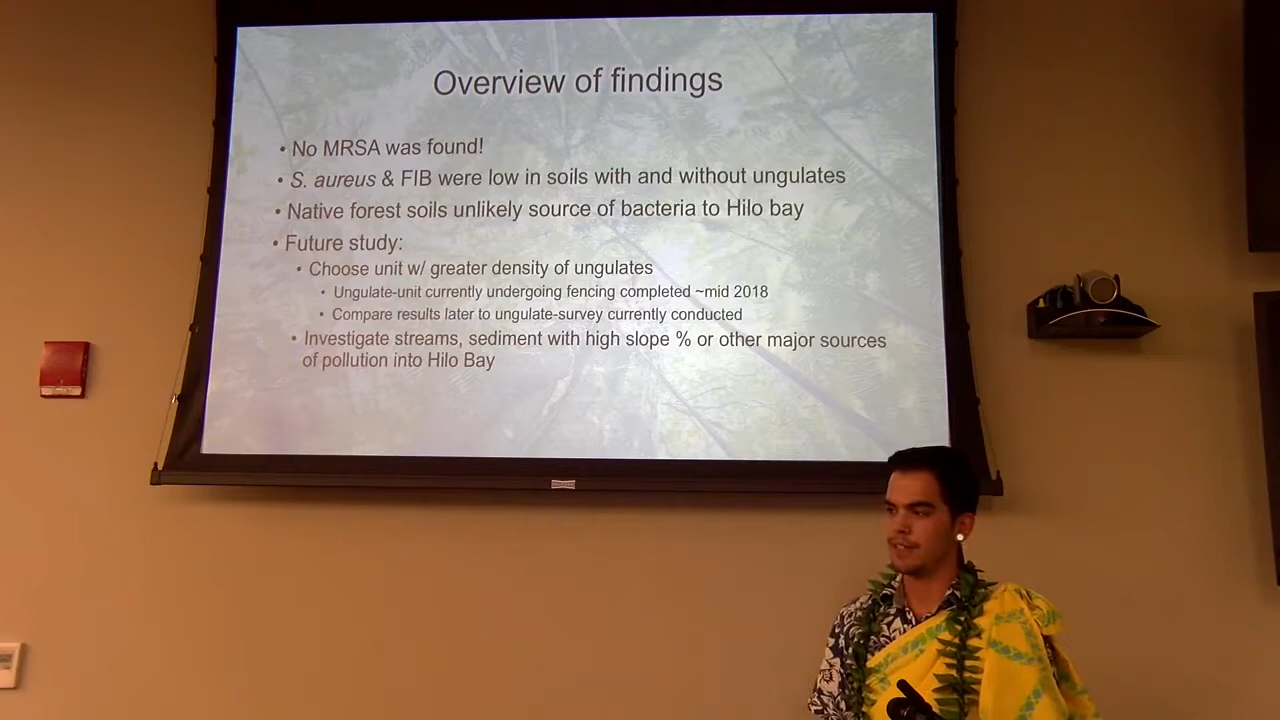 Overview of findings
• No MRSA was found!
• S. aureus & FIB were low in soils with and without ungulates
• Native forest soils unlikely source of bacteria to Hilo bay
• Future study:
• Choose unit w/ greater density of ungulates
• Ungulate-unit currently undergoing fencing completed ~mid 2018
• Compare results later to ungulate-survey currently conducted
• Investigate streams, sediment with high slope % or other major sources
of pollution into Hilo Bay